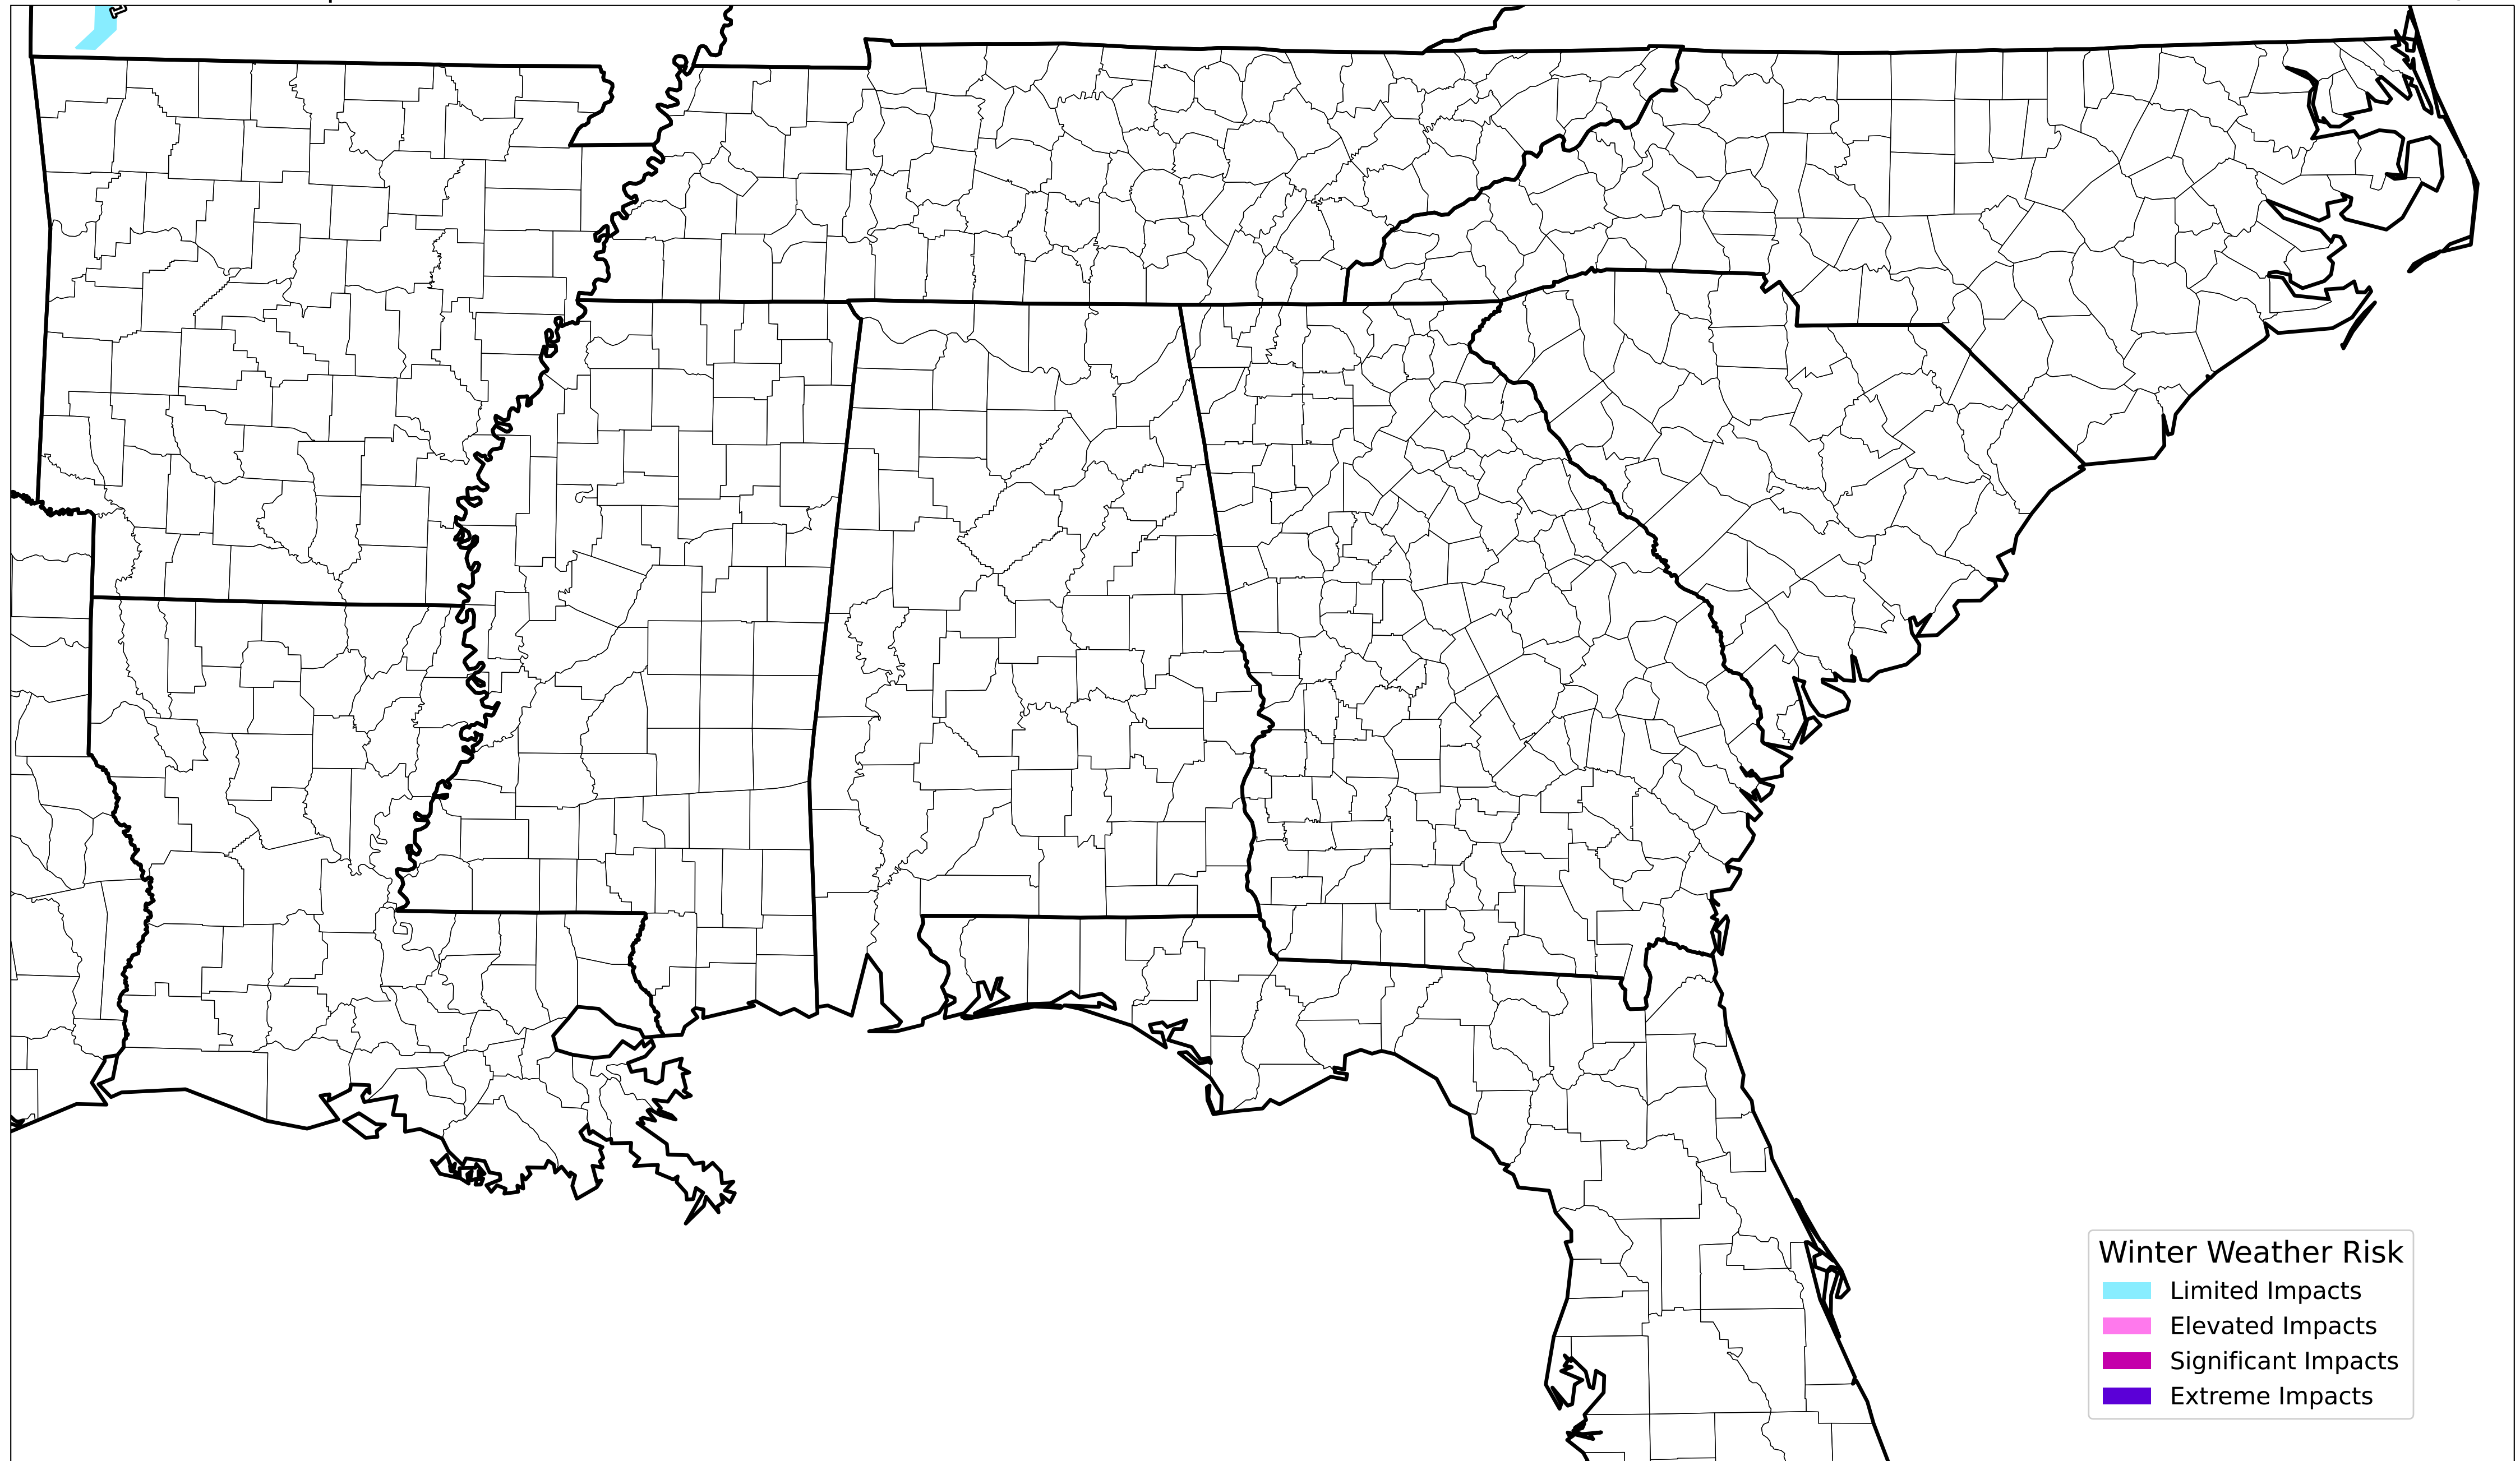 Winter Weather Risk
Limited Impacts
Elevated Impacts
Significant Impacts
Extreme Impacts